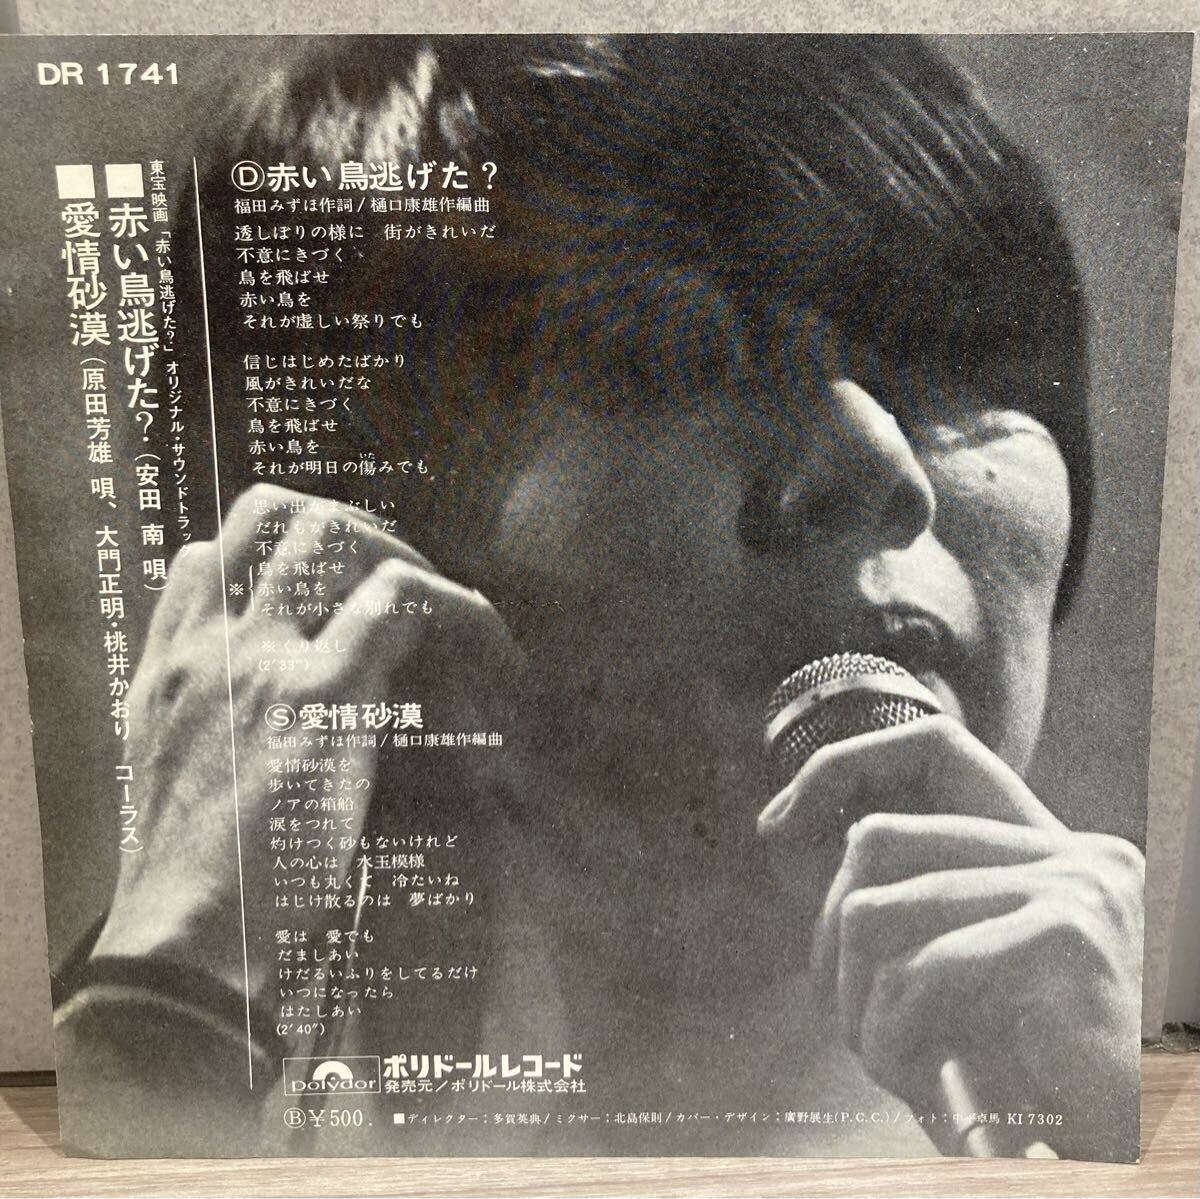 DR 1741
東宝映画「赤い鳥逃げた?」オリジナル・サウンドトラック
■赤い鳥逃げた?(安田 南 唄)
■愛情砂漠(原田芳雄 唄、大門正明・桃井かおり コーラス)
Ⓓ赤い鳥逃げた?
福田みずほ作詞/樋口康雄作編曲
透しぼりの様に 街がきれいだ
不意にきづく
鳥を飛ばせ
赤い鳥を
それが虚しい祭りでも
信じはじめたばかり
風がきれいだな
不意にきづく
鳥を飛ばせ
赤い鳥を
それが明日の傷みでも
いた
思い出がまぶしい
だれもがきれいだ
不意にきづく
鳥を飛ばせ
※赤い鳥を
それが小さな別れでも
※くり返し
(2′33″)
Ⓢ愛情砂漠
福田みずほ作詞/樋口康雄作編曲
愛情砂漠を
歩いてきたの
ノアの箱船
涙をつれて
灼けつく砂もないけれど
人の心は 水玉模様
いつも丸くて 冷たいね
はじけ散るのは 夢ばかり
愛は 愛でも
だましあい
けだるいふりをしてるだけ
いつになったら
はたしあい
(2′40″)
polydor
ポリドールレコード
発売元/ポリドール株式会社
Ⓑ¥500.
■ディレクター:多賀英典/ミクサー:北島保則/カバー・デザイン:廣野展生(P.C.C.)/フォト:中平卓馬 KI 7302